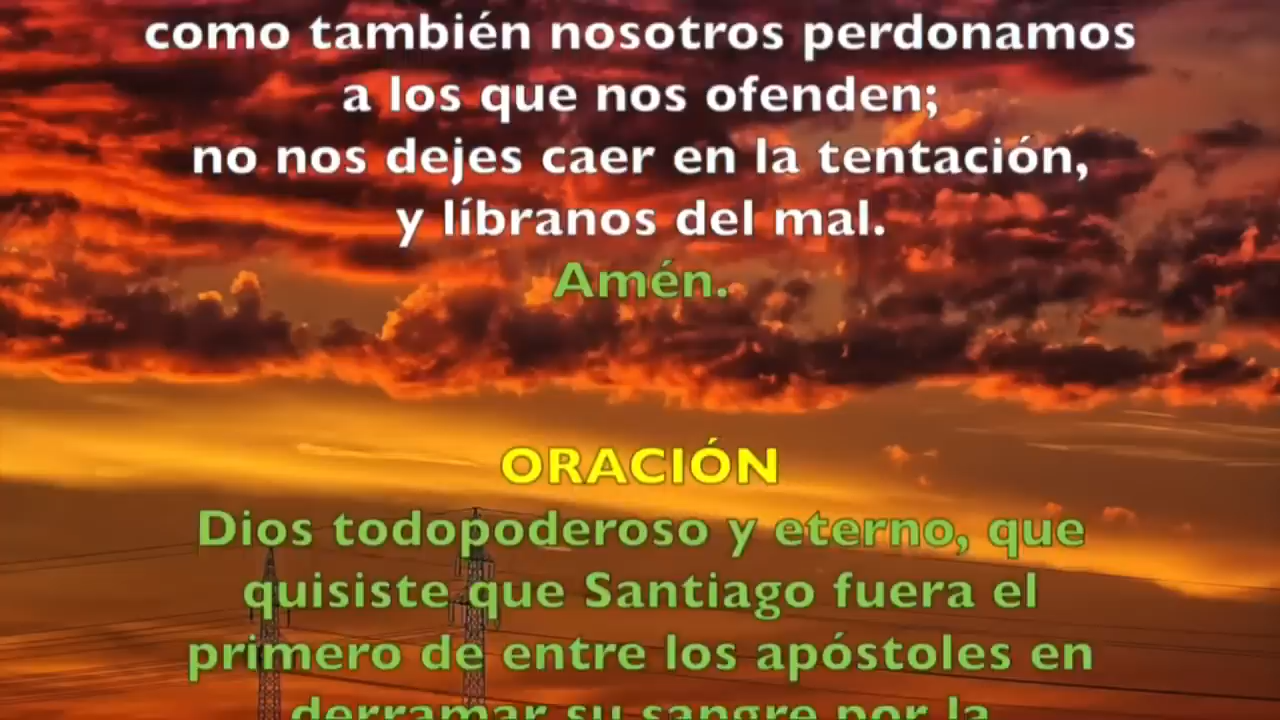 como también nosotros perdonamos
a los que nos ofenden;
no nos dejes caer en la tentación,
y líbranos del mal.
Amén.
ORACIÓN
Dios todopoderoso y eterno, que
quisiste que Santiago fuera el
primero de entre los apóstoles en
derramar su sangre por la